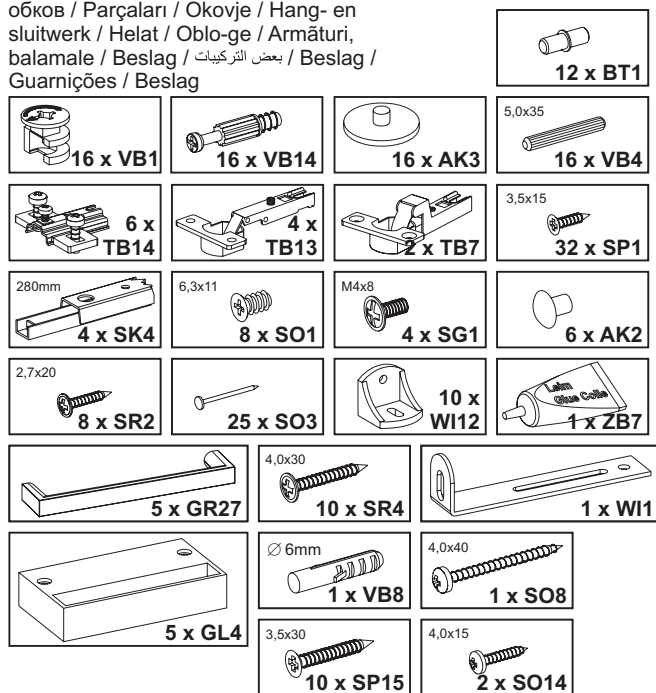 обков / Parçaları / Okovje / Hang- en
sluitwerk / Helat / Oblo-ge / Armãturi,
balamale / Beslag / بعض التركيبات / Beslag /
Guarnições / Beslag
12 x BT1
16 x VB1
16 x VB14
16 x AK3
5,0x35
16 x VB4
6 x
TB14
4 x
TB13
2 x TB7
3,5x15
32 x SP1
280mm
4 x SK4
6,3x11
8 x SO1
M4x8
4 x SG1
6 x AK2
2,7x20
8 x SR2
25 x SO3
10 x
WI12
Leim
Glue Colle
1 x ZB7
5 x GR27
4,0x30
10 x SR4
1 x WI1
5 x GL4
∅ 6mm
1 x VB8
4,0x40
1 x SO8
3,5x30
10 x SP15
4,0x15
2 x SO14